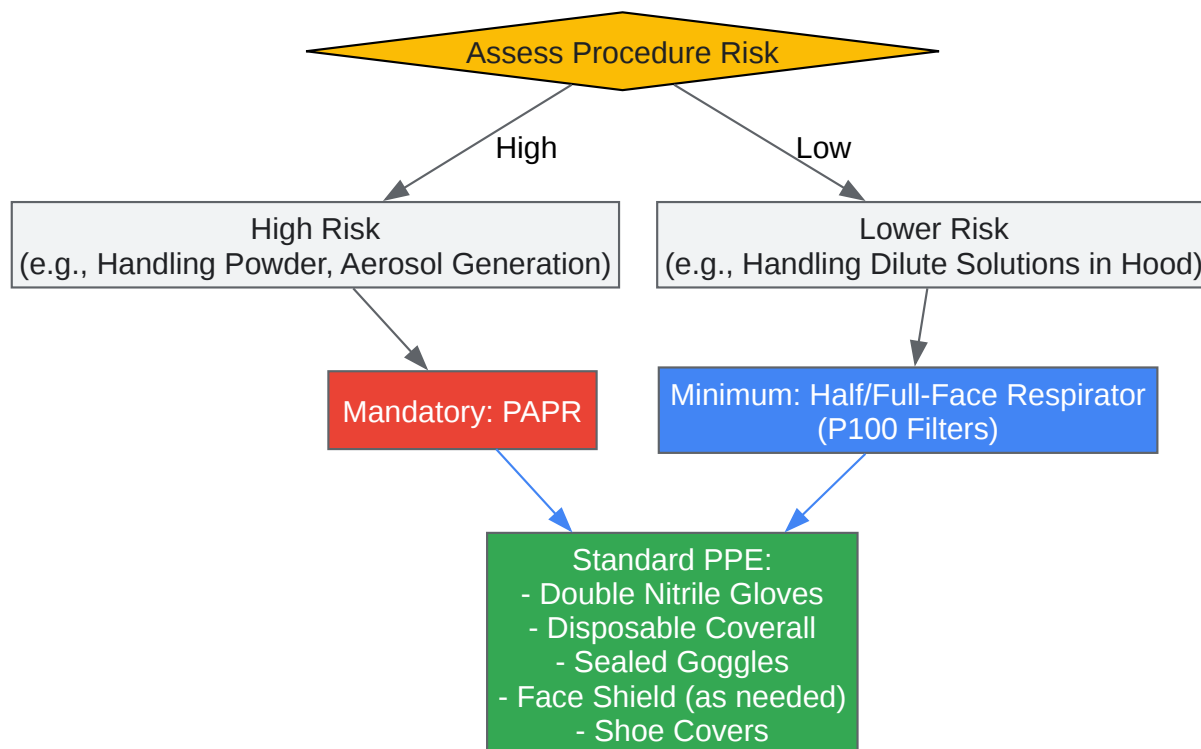 Assess Procedure Risk
High
Low
High Risk
(e.g., Handling Powder, Aerosol Generation)
Lower Risk
(e.g., Handling Dilute Solutions in Hood)
Mandatory: PAPR
Minimum: Half/Full-Face Respirator
(P100 Filters)
Standard PPE:
- Double Nitrile Gloves
- Disposable Coverall
- Sealed Goggles
- Face Shield (as needed)
- Shoe Covers